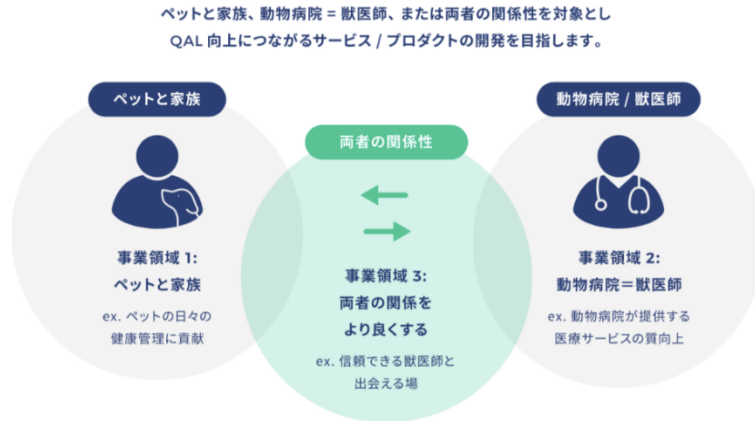 ペットと家族、動物病院 = 獣医師、または両者の関係性を対象とし
QAL 向上につながるサービス / プロダクトの開発を目指します。
ペットと家族
事業領域 1:
ペットと家族
ex. ペットの日々の
健康管理に貢献
両者の関係性
事業領域 3:
両者の関係を
より良くする
ex. 信頼できる獣医師と
出会える場
動物病院 / 獣医師
事業領域 2:
動物病院＝獣医師
ex. 動物病院が提供する
医療サービスの質向上